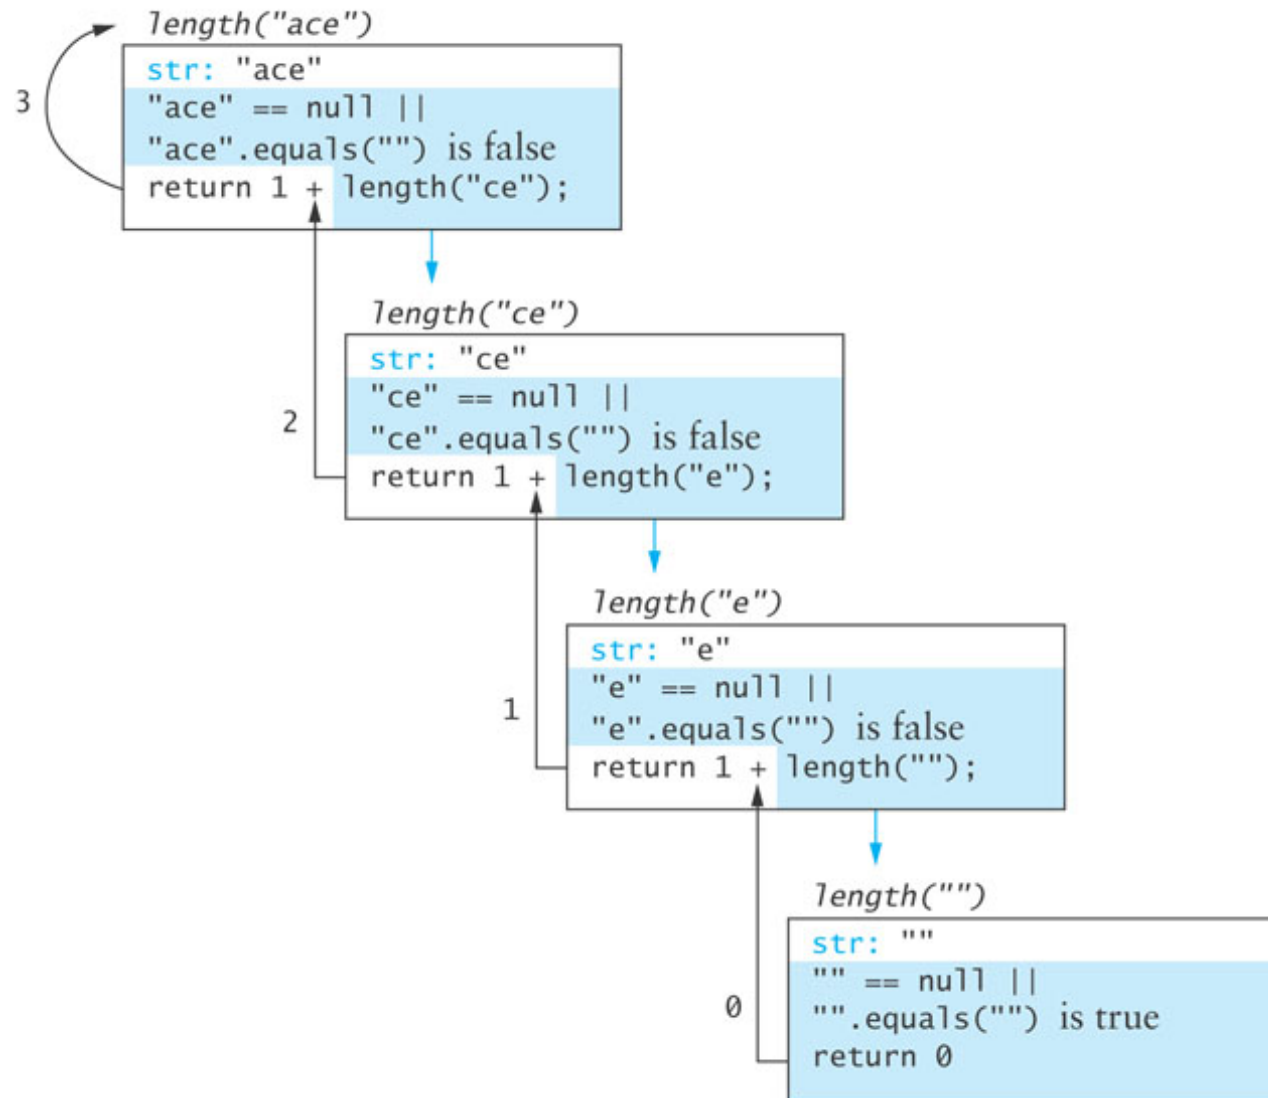 length("ace")
str: "ace"
3
"ace" == null ||
"ace".equals("") is false
return 1 + length("ce");
length("ce")
str: "ce"
"ce" == null ||
2
"ce".equals("") is false
return 1 + length("e");
length("e")
str: "e"
"e" == null ||
1
"e".equals("") is false
return 1 + length("");
length("")
str: ""
"" == null ||
0
"".equals("") is true
return 0